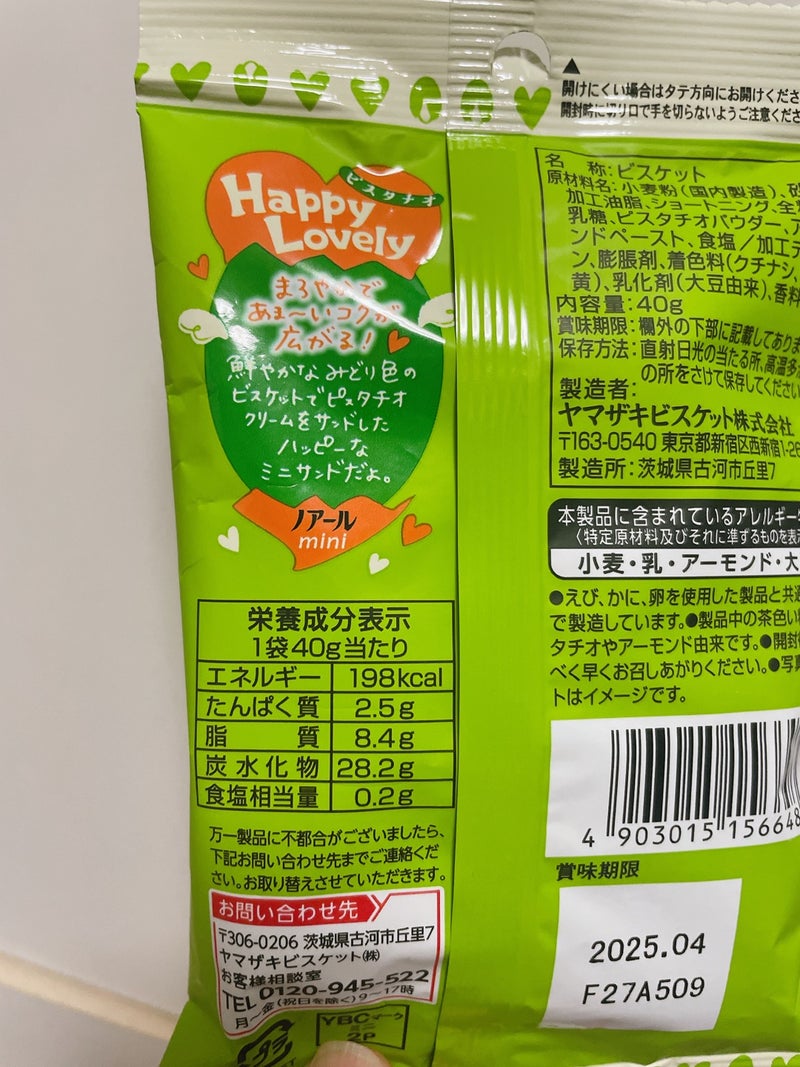 ▲
開けにくい場合はタテ方向にお開けくださ
開封時に切り口で手を切らないようご注意くださ
ピスタチオ
Happy
Lovely
まろやかで
あま〜いコクが
広がる!
鮮やかなみどり色の
ビスケットでピスタチオ
クリームをサンドした
ハッピーな
ミニサンドだよ。
ノアール
mini
栄養成分表示
1袋40g当たり
エネルギー 198kcal
たんぱく質 2.5g
脂質 8.4g
炭水化物 28.2g
食塩相当量 0.2g
万一製品に不都合がございましたら、
下記お問い合わせ先までご連絡くだ
さい。お取り替えさせていただきます。
お問い合わせ先
〒306-0206 茨城県古河市丘里7
ヤマザキビスケット㈱
お客様相談室
TEL 0120-945-522
月〜金(祝日を除く)9〜17時
YBCマーク
ミニ
2P
名 称:ビスケット
原材料名:小麦粉(国内製造)、砂
加工油脂、ショートニング、全
乳糖、ピスタチオパウダー、ア
ンドペースト、食塩/加工デ
ン、膨脹剤、着色料(クチナシ、
黄)、乳化剤(大豆由来)、香料
内容量:40g
賞味期限:欄外の下部に記載してありま
保存方法:直射日光の当たる所、高温多
の所をさけて保存してください
製造者:
ヤマザキビスケット株式会社
〒163-0540 東京都新宿区西新宿1-26
製造所:茨城県古河市丘里7
本製品に含まれているアレルギー
〈特定原材料及びそれに準ずるものを表示
小麦・乳・アーモンド・大
●えび、かに、卵を使用した製品と共通
で製造しています。●製品中の茶色い
タチオやアーモンド由来です。●開封
べく早くお召しあがりください。●写真
トはイメージです。
4 903015 156648
賞味期限
2025.04
F27A509